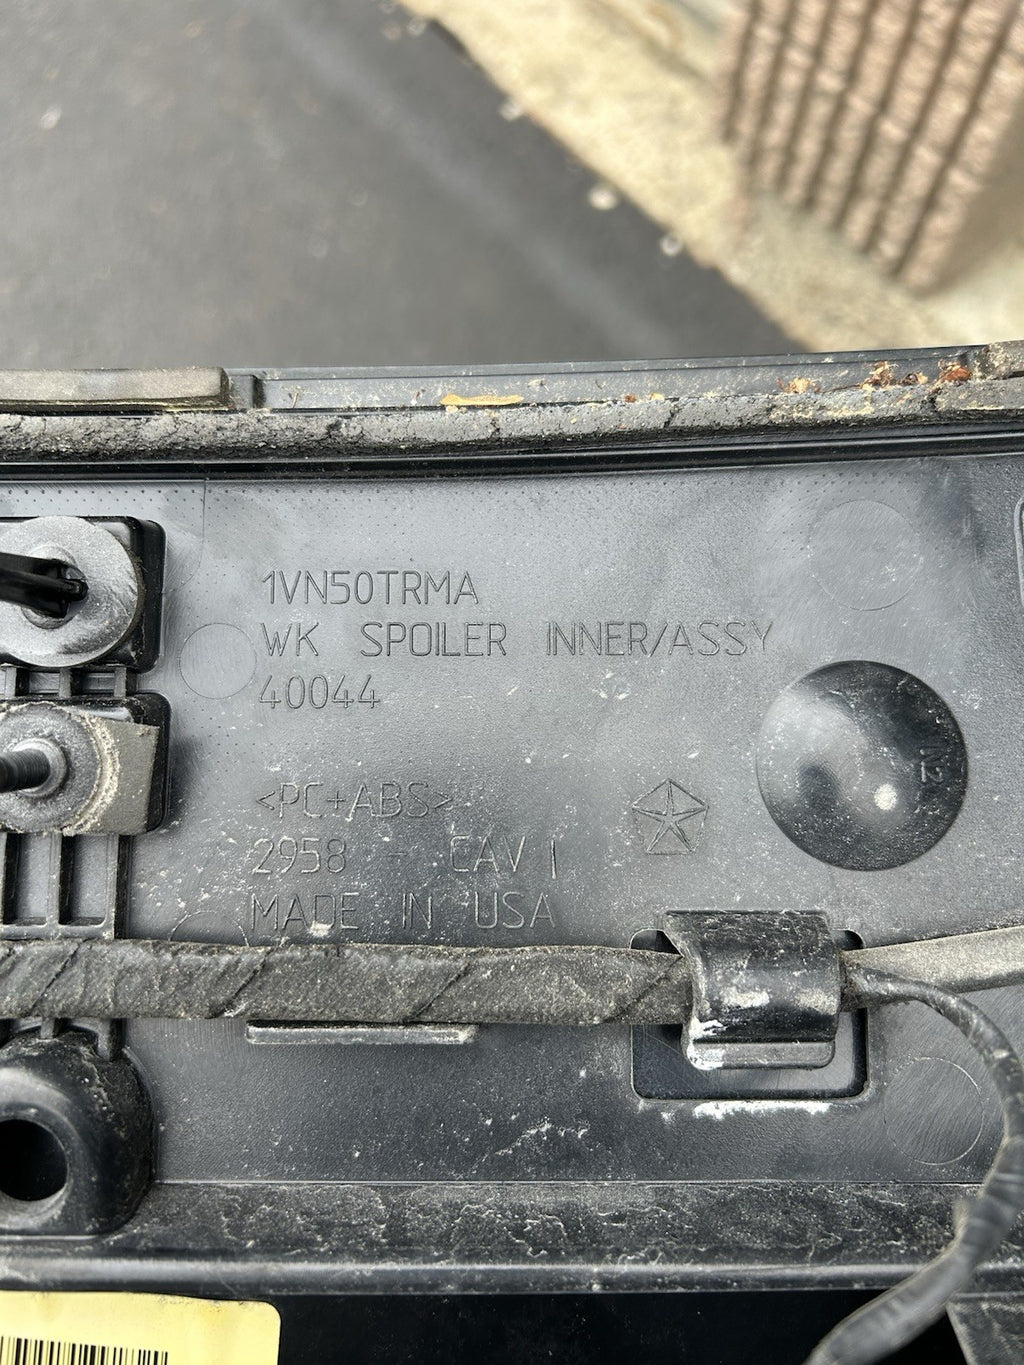 1VN50TRMA
WK SPOILER INNER/ASSY
40044
<PC+ABS>
2958 - CAV 1
MADE IN USA